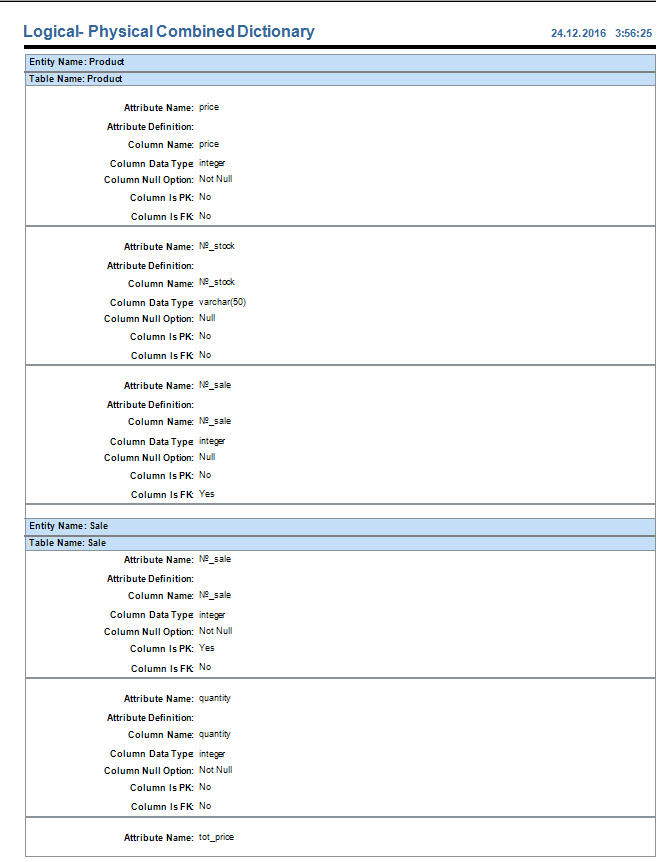 Logical- Physical Combined Dictionary 24.12.2016 3:56:25
Entity Name: Product
Table Name: Product
Attribute Name: price
Attribute Definition:
Column Name: price
Column Data Type: integer
Column Null Option: Not Null
Column Is PK: No
Column Is FK: No
Attribute Name: №_stock
Attribute Definition:
Column Name: №_stock
Column Data Type: varchar(50)
Column Null Option: Null
Column Is PK: No
Column Is FK: No
Attribute Name: №_sale
Attribute Definition:
Column Name: №_sale
Column Data Type: integer
Column Null Option: Null
Column Is PK: No
Column Is FK: Yes
Entity Name: Sale
Table Name: Sale
Attribute Name: №_sale
Attribute Definition:
Column Name: №_sale
Column Data Type: integer
Column Null Option: Not Null
Column Is PK: Yes
Column Is FK: No
Attribute Name: quantity
Attribute Definition:
Column Name: quantity
Column Data Type: integer
Column Null Option: Not Null
Column Is PK: No
Column Is FK: No
Attribute Name: tot_price